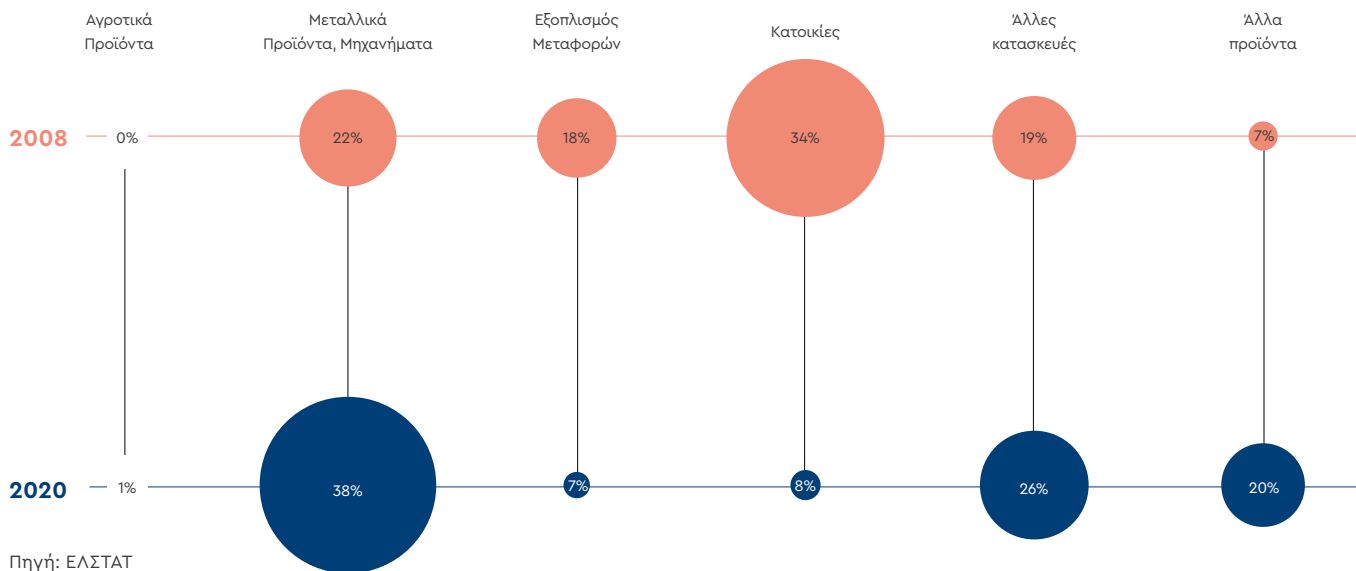 Αγροτικά
Προϊόντα
Μεταλλικά
Προϊόντα, Μηχανήματα
Εξοπλισμός
Μεταφορών
Κατοικίες
Άλλες
κατασκευές
Άλλα
προϊόντα
2008 0% 22% 18% 34% 19% 7%
2020 1% 38% 7% 8% 26% 20%
Πηγή: ΕΛΣΤΑΤ